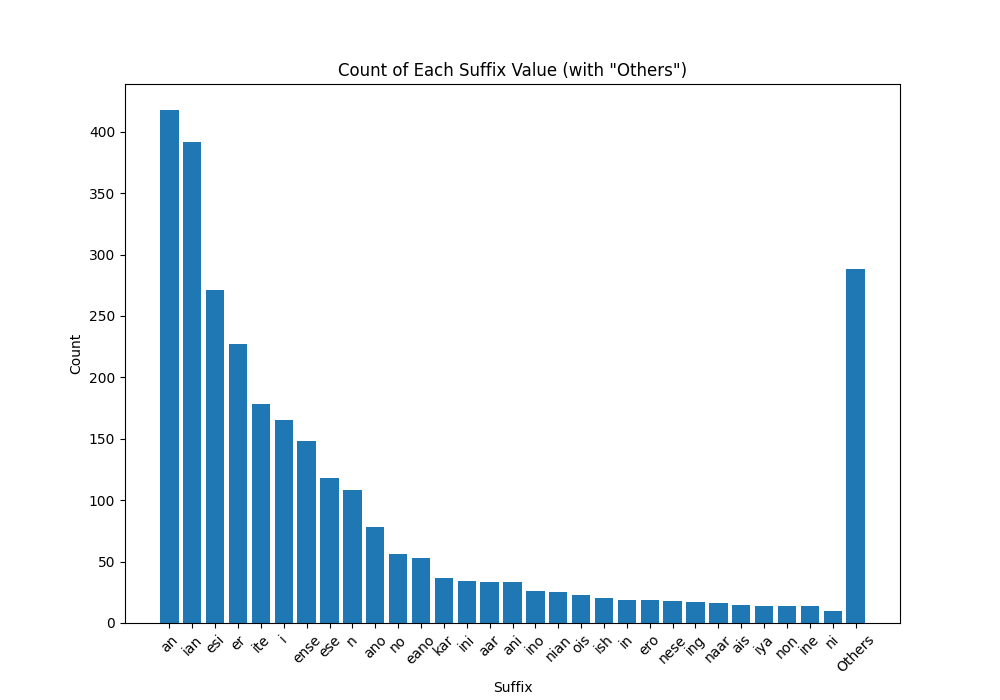 Count of Each Suffix Value (with "Others")
Count
400
350
300
250
200
150
100
50
0
an ian esi er ite i ense ese n ano no eano kar ini aar ani ino nian ois ish in ero nese ing naar ais iya non ine ni Others
Suffix